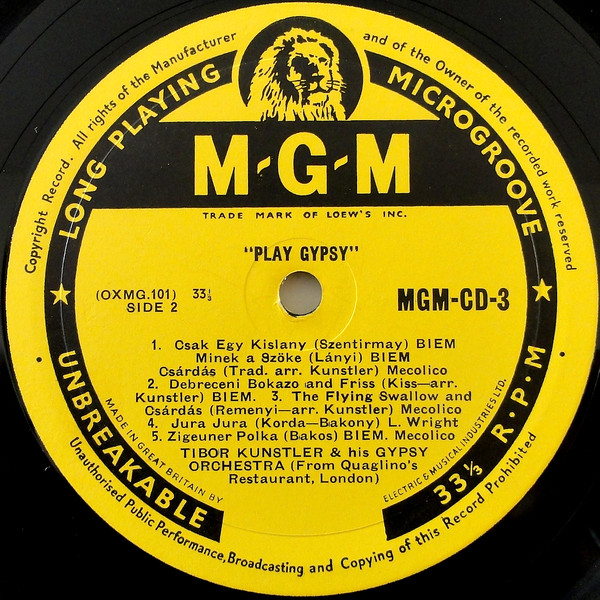 Copyright Record. All rights of the Manufacturer and of the Owner of the recorded work reserved
LONG PLAYING MICROGROOVE
M-G-M
TRADE MARK OF LOEW'S INC.
"PLAY GYPSY"
(OXMG.101) 33⅓
SIDE 2
MGM-CD-3
1. Csak Egy Kislany (Szentirmay) BIEM
Minek a Szöke (Lányi) BIEM
Csárdás (Trad. arr. Kunstler) Mecolico
2. Debreceni Bokazo and Friss (Kiss—arr.
Kunstler) BIEM. 3. The Flying Swallow and
Csárdás (Remenyi—arr. Kunstler) Mecolico
4. Jura Jura (Korda—Bakony) L. Wright
5. Zigeuner Polka (Bakos) BIEM. Mecolico
TIBOR KUNSTLER & his GYPSY
ORCHESTRA (From Quaglino's
Restaurant, London)
UNBREAKABLE
33⅓ R·P·M
MADE IN GREAT BRITAIN BY
ELECTRIC & MUSICAL INDUSTRIES LTD.
Unauthorised Public Performance, Broadcasting and Copying of this Record Prohibited